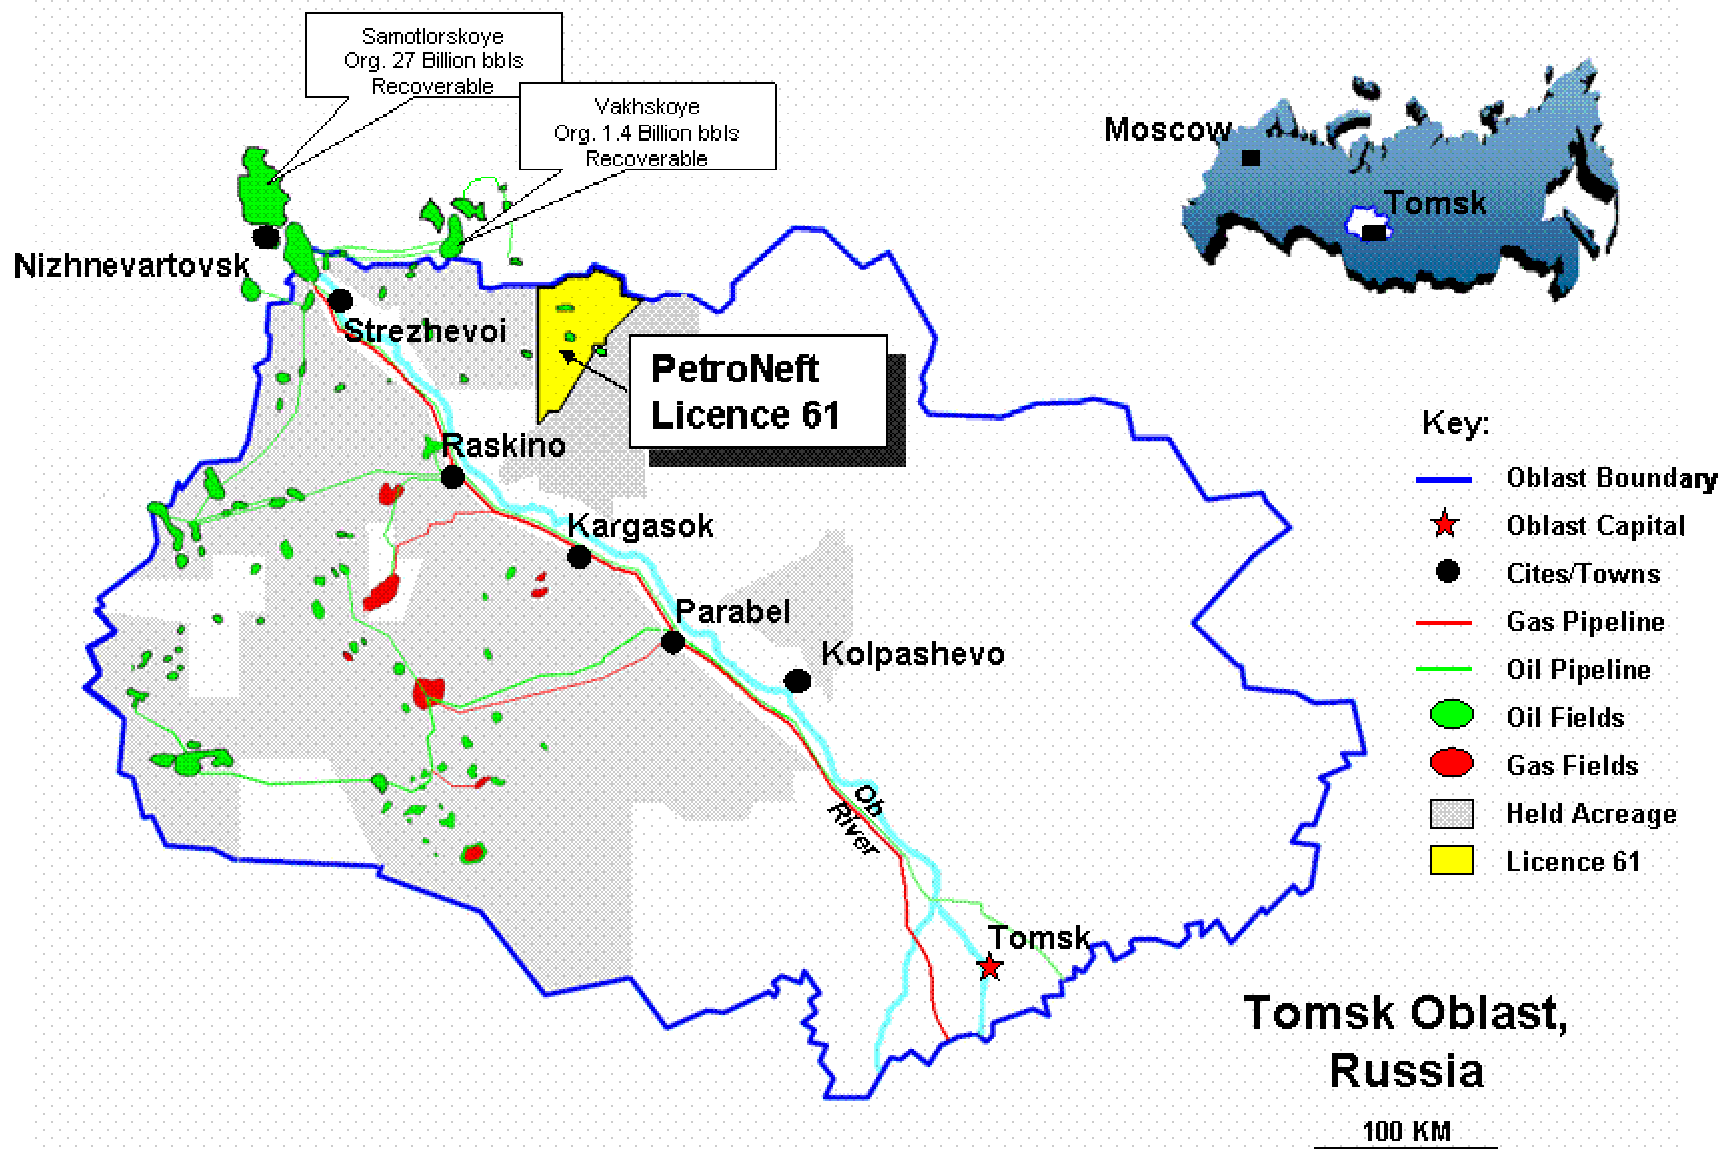 Samotlorskoye
Org. 27 Billion bbls
Recoverable
Vakhskoye
Org. 1.4 Billion bbls
Recoverable
Moscow
Tomsk
Nizhnevartovsk
Strezhevoi
PetroNeft
Licence 61
Raskino
Kargasok
Parabel
Kolpashevo
Ob
River
Tomsk
Key:
Oblast Boundary
Oblast Capital
Cites/Towns
Gas Pipeline
Oil Pipeline
Oil Fields
Gas Fields
Held Acreage
Licence 61
Tomsk Oblast,
Russia
100 KM